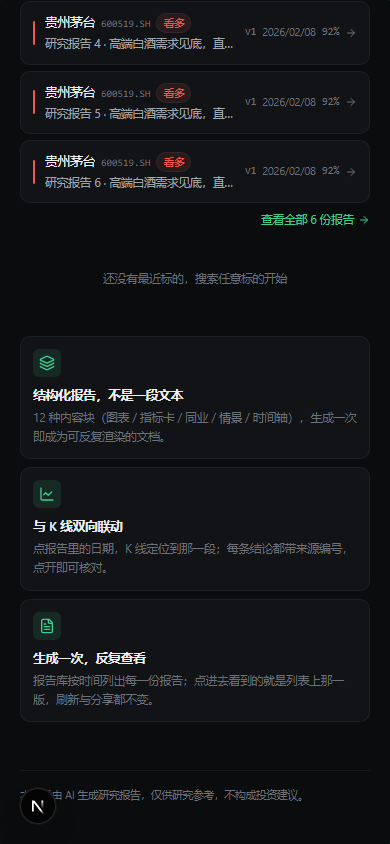 贵州茅台 600519.SH 看多
研究报告 4 · 高端白酒需求见底，直... v1 2026/02/08 92% →
贵州茅台 600519.SH 看多
研究报告 5 · 高端白酒需求见底，直... v1 2026/02/08 92% →
贵州茅台 600519.SH 看多
研究报告 6 · 高端白酒需求见底，直... v1 2026/02/08 92% →
查看全部 6 份报告 →
还没有最近标的，搜索任意标的开始
结构化报告，不是一段文本
12 种内容块（图表 / 指标卡 / 同业 / 情景 / 时间轴），生成一次
即成为可反复渲染的文档。
与 K 线双向联动
点报告里的日期，K 线定位到那一段；每条结论都带来源编号，
点开即可核对。
生成一次，反复查看
报告库按时间列出每一份报告；点进去看到的就是列表上那一
版，刷新与分享都不变。
由 AI 生成研究报告，仅供研究参考，不构成投资建议。
N